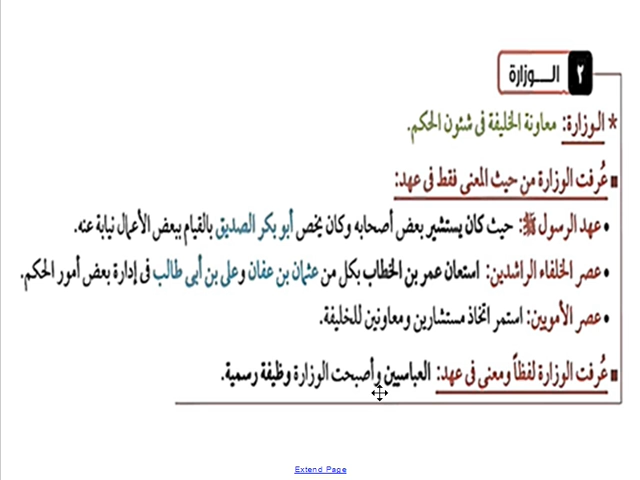 ٢ الـــوزارة
* الوزارة: معاونة الخليفة فى شئون الحكم.
■ عُرفت الوزارة من حيث المعنى فقط فى عهد:
• عهد الرسول ﷺ: حيث كان يستشير بعض أصحابه وكان يخص أبو بكر الصديق بالقيام ببعض الأعمال نيابة عنه.
• عصر الخلفاء الراشدين: استعان عمر بن الخطاب بكل من عثمان بن عفان وعلى بن أبى طالب فى إدارة بعض أمور الحكم.
• عصر الأمويين: استمر اتخاذ مستشارين ومعاونين للخليفة.
■ عُرفت الوزارة لفظاً ومعنى فى عهد: العباسيين وأصبحت الوزارة وظيفة رسمية.
Extend Page